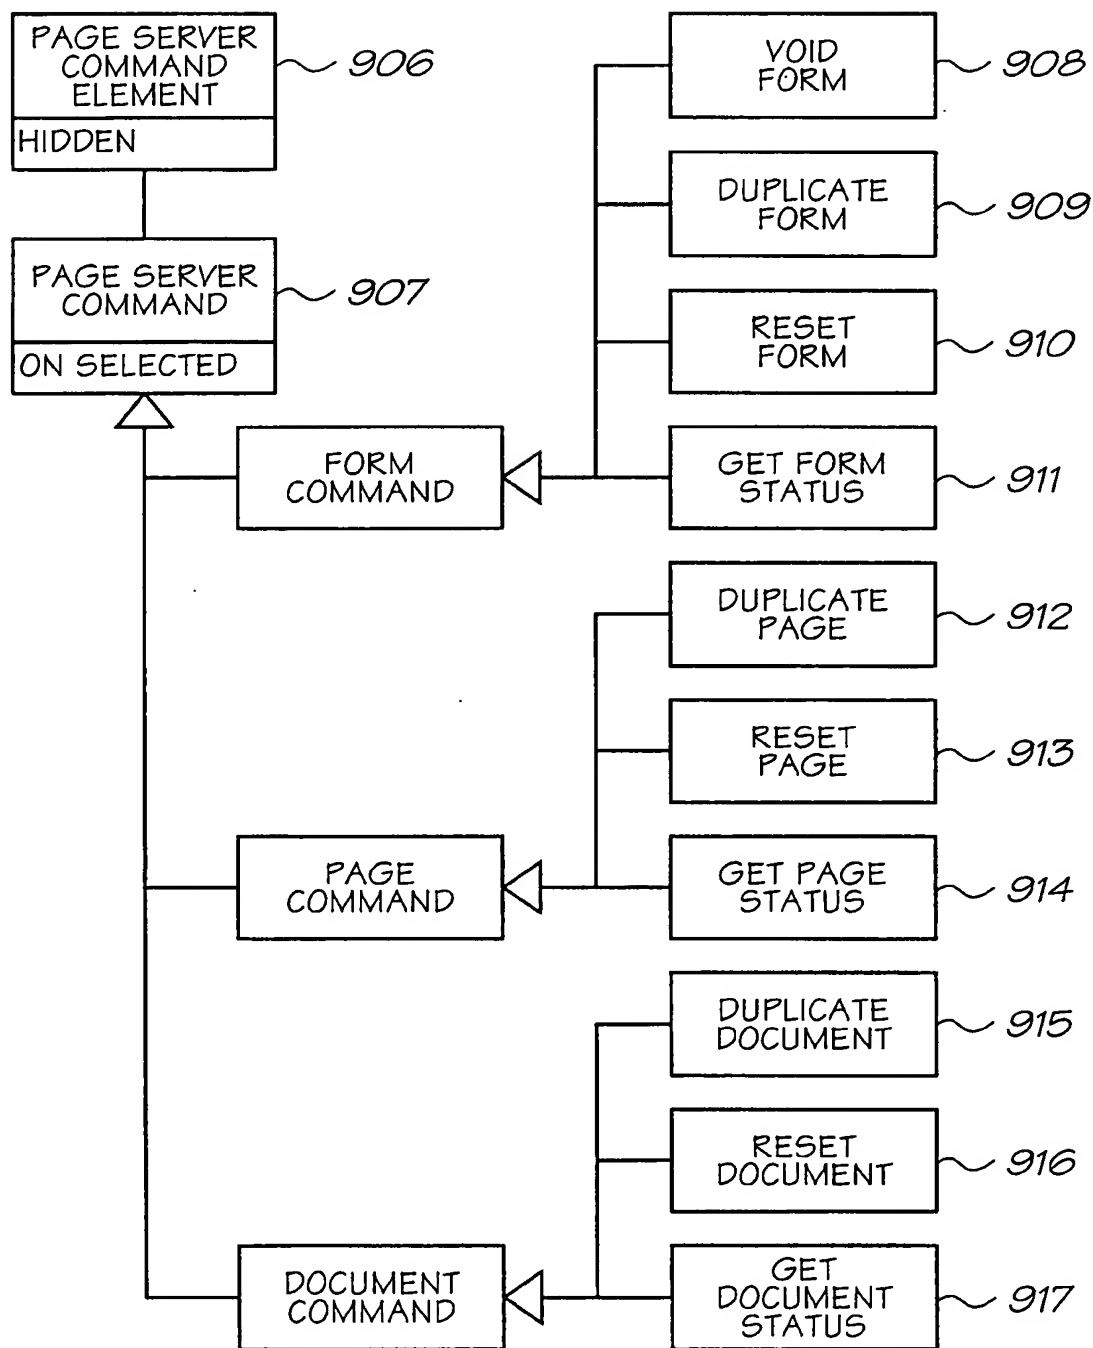 PAGE SERVER
COMMAND
ELEMENT
HIDDEN
906
PAGE SERVER
COMMAND
ON SELECTED
907
FORM
COMMAND
VOID
FORM
908
DUPLICATE
FORM
909
RESET
FORM
910
GET FORM
STATUS
911
PAGE
COMMAND
DUPLICATE
PAGE
912
RESET
PAGE
913
GET PAGE
STATUS
914
DOCUMENT
COMMAND
DUPLICATE
DOCUMENT
915
RESET
DOCUMENT
916
GET
DOCUMENT
STATUS
917